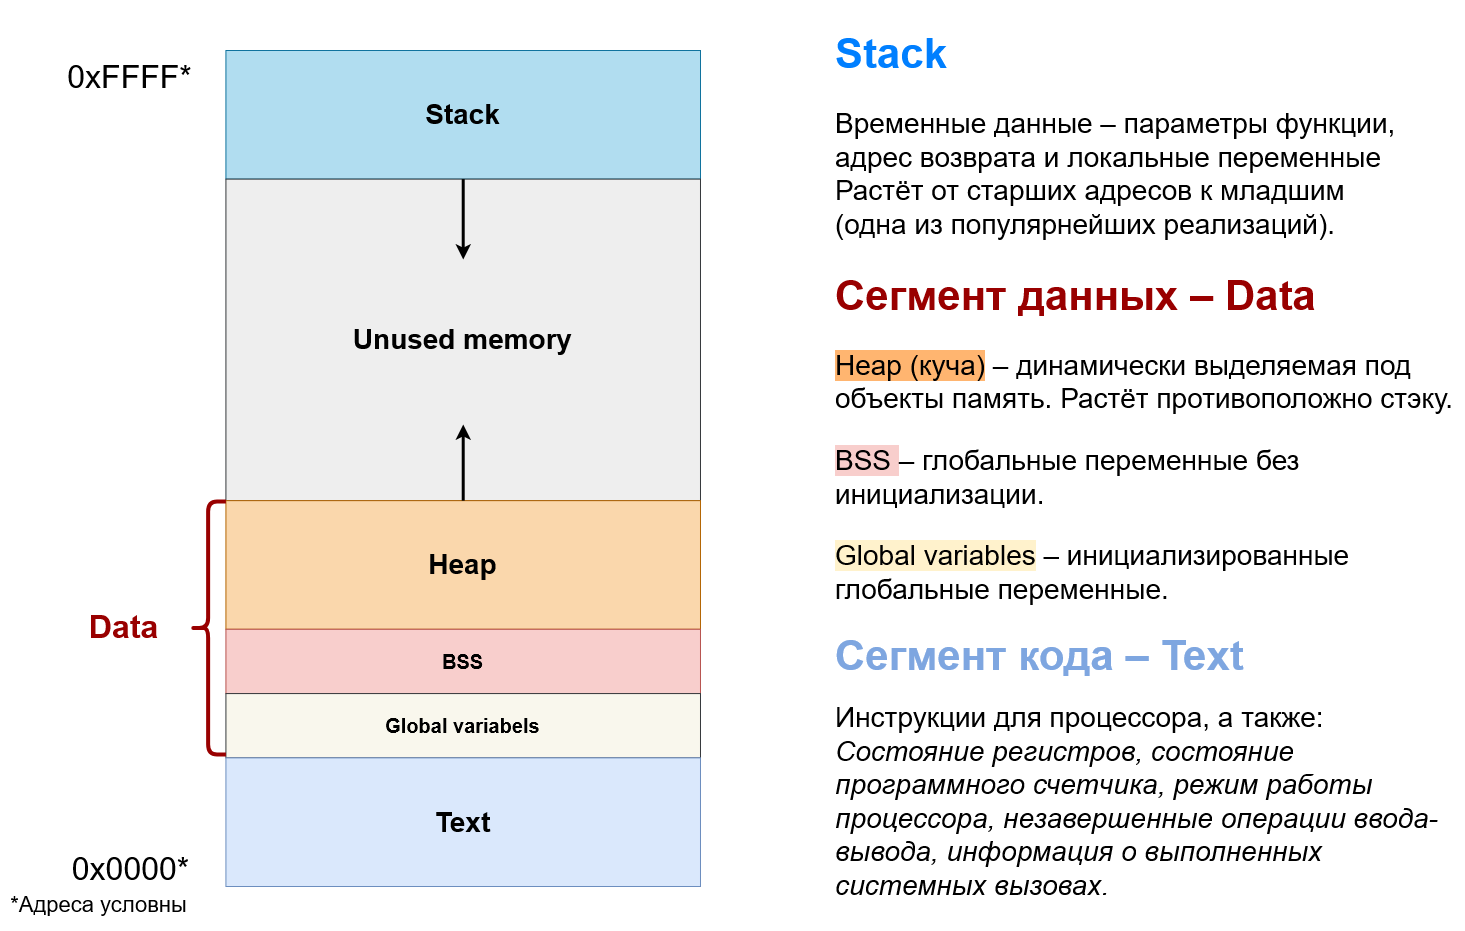 0xFFFF*
Stack
Unused memory
Heap
Data
BSS
Global variabels
Text
0x0000*
*Адреса условны
Stack
Временные данные – параметры функции,
адрес возврата и локальные переменные
Растёт от старших адресов к младшим
(одна из популярнейших реализаций).
Сегмент данных – Data
Heap (куча) – динамически выделяемая под
объекты память. Растёт противоположно стэку.
BSS – глобальные переменные без
инициализации.
Global variables – инициализированные
глобальные переменные.
Сегмент кода – Text
Инструкции для процессора, а также:
Состояние регистров, состояние
программного счетчика, режим работы
процессора, незавершенные операции ввода-
вывода, информация о выполненных
системных вызовах.